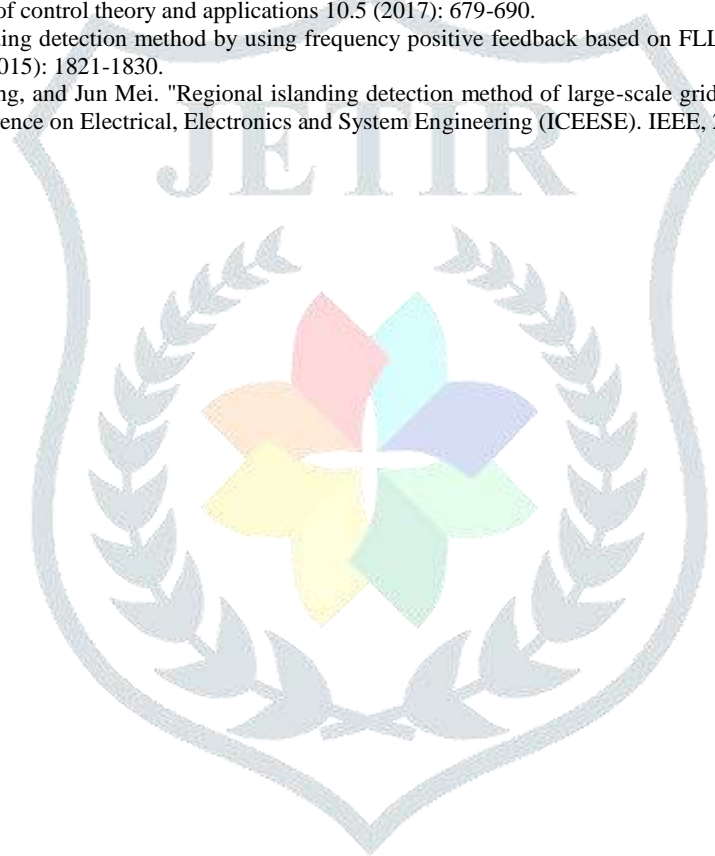 of control theory and applications 10.5 (2017): 679-690.
ing detection method by using frequency positive feedback based on FLL
015): 1821-1830.
ng, and Jun Mei. "Regional islanding detection method of large-scale grid
ence on Electrical, Electronics and System Engineering (ICEESE). IEEE,
JETIR